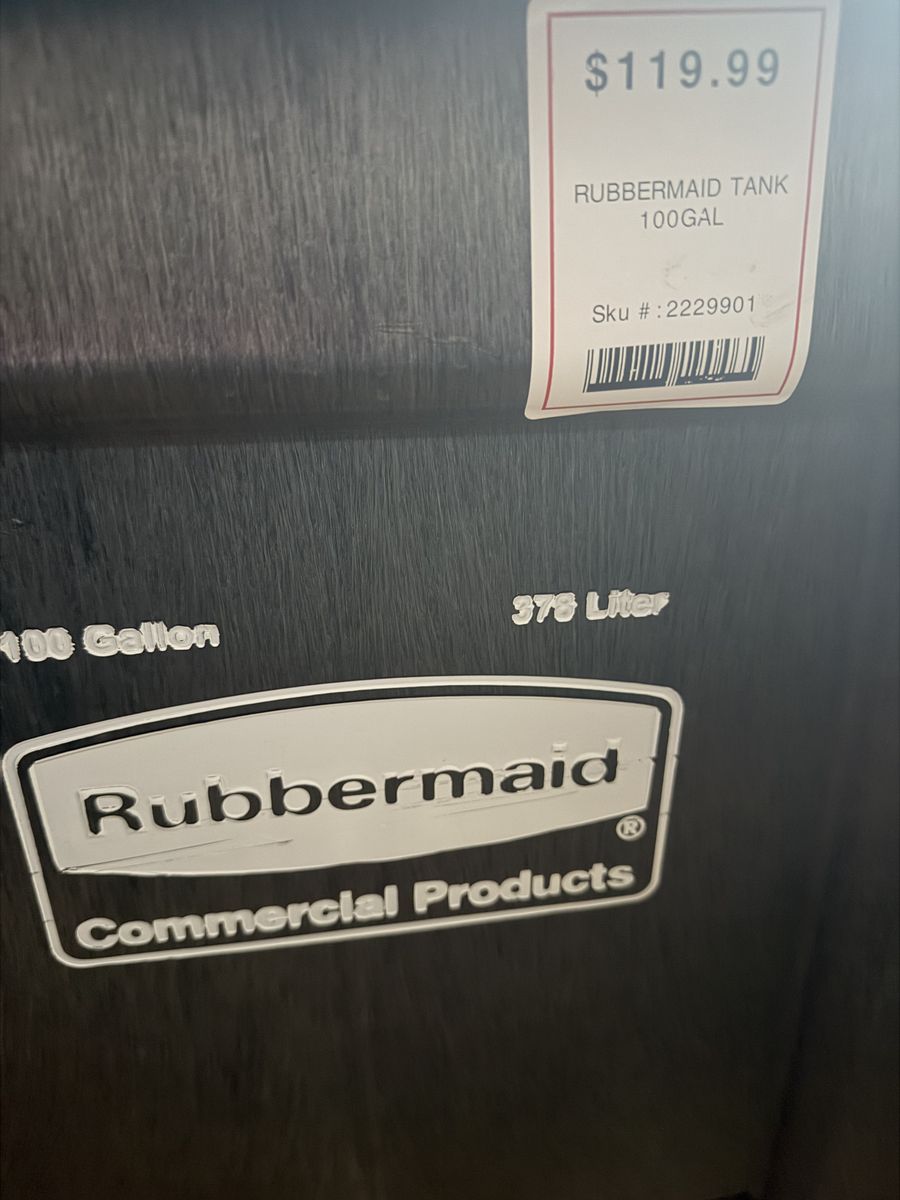 $119.99
RUBBERMAID TANK
100GAL
Sku # : 2229901
100 Gallon
378 Liter
Rubbermaid
®
Commercial Products